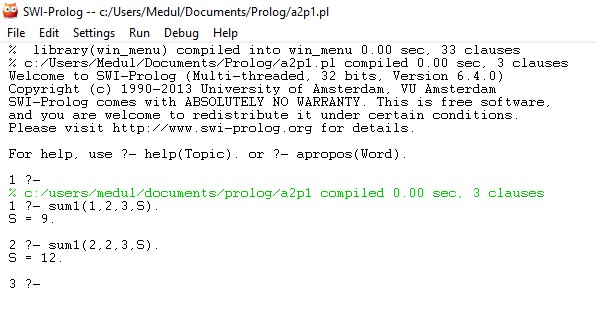 SWI-Prolog -- c:/Users/Medul/Documents/Prolog/a2p1.pl
File Edit Settings Run Debug Help
%  library(win_menu) compiled into win_menu 0.00 sec, 33 clauses
% c:/Users/Medul/Documents/Prolog/a2p1.pl compiled 0.00 sec, 3 clauses
Welcome to SWI-Prolog (Multi-threaded, 32 bits, Version 6.4.0)
Copyright (c) 1990-2013 University of Amsterdam, VU Amsterdam
SWI-Prolog comes with ABSOLUTELY NO WARRANTY. This is free software,
and you are welcome to redistribute it under certain conditions.
Please visit http://www.swi-prolog.org for details.
For help, use ?- help(Topic). or ?- apropos(Word).
1 ?-
% c:/users/medul/documents/prolog/a2p1 compiled 0.00 sec, 3 clauses
1 ?- sum1(1,2,3,S).
S = 9.
2 ?- sum1(2,2,3,S).
S = 12.
3 ?-